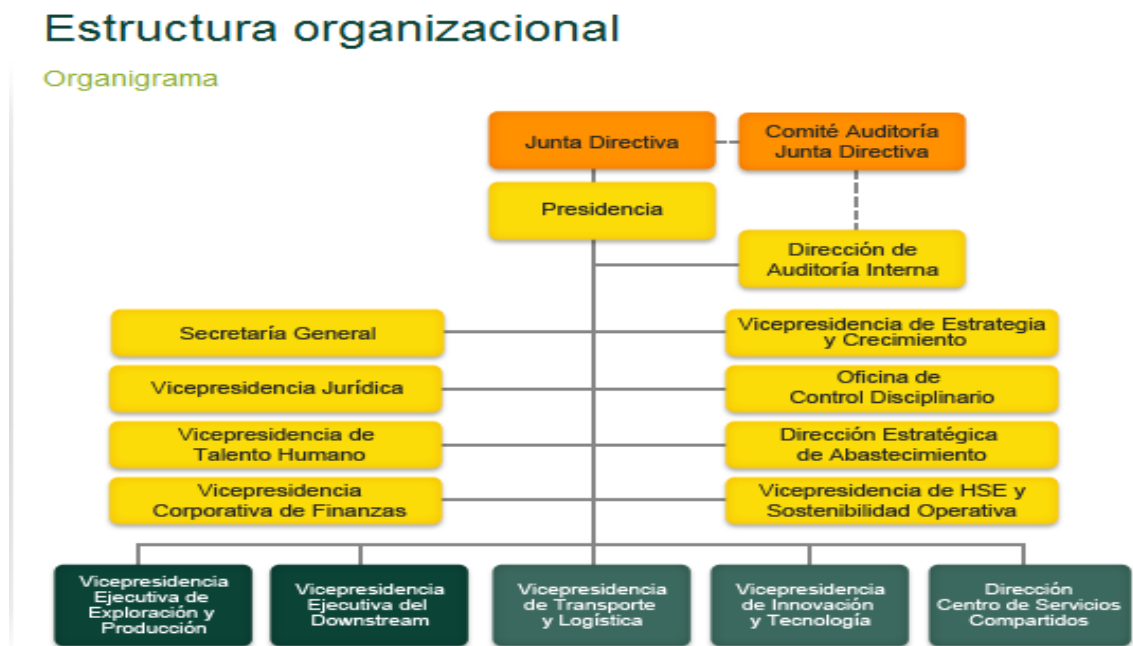 Estructura organizacional
Organigrama
Junta Directiva
Comité Auditoría
Junta Directiva
Presidencia
Dirección de
Auditoría Interna
Secretaría General
Vicepresidencia de Estrategia
y Crecimiento
Vicepresidencia Jurídica
Oficina de
Control Disciplinario
Vicepresidencia de
Talento Humano
Dirección Estratégica
de Abastecimiento
Vicepresidencia
Corporativa de Finanzas
Vicepresidencia de HSE y
Sostenibilidad Operativa
Vicepresidencia
Ejecutiva de
Exploración y
Producción
Vicepresidencia
Ejecutiva del
Downstream
Vicepresidencia
de Transporte
y Logística
Vicepresidencia
de Innovación
y Tecnología
Dirección
Centro de Servicios
Compartidos